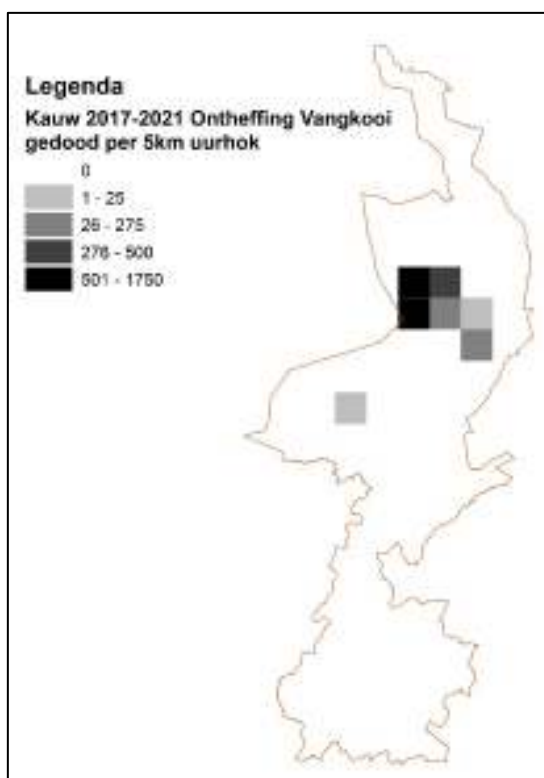 Legenda
Kauw 2017-2021 Ontheffing Vangkooi
gedood per 5km uurhok
0
1 - 25
26 - 275
276 - 500
501 - 1750